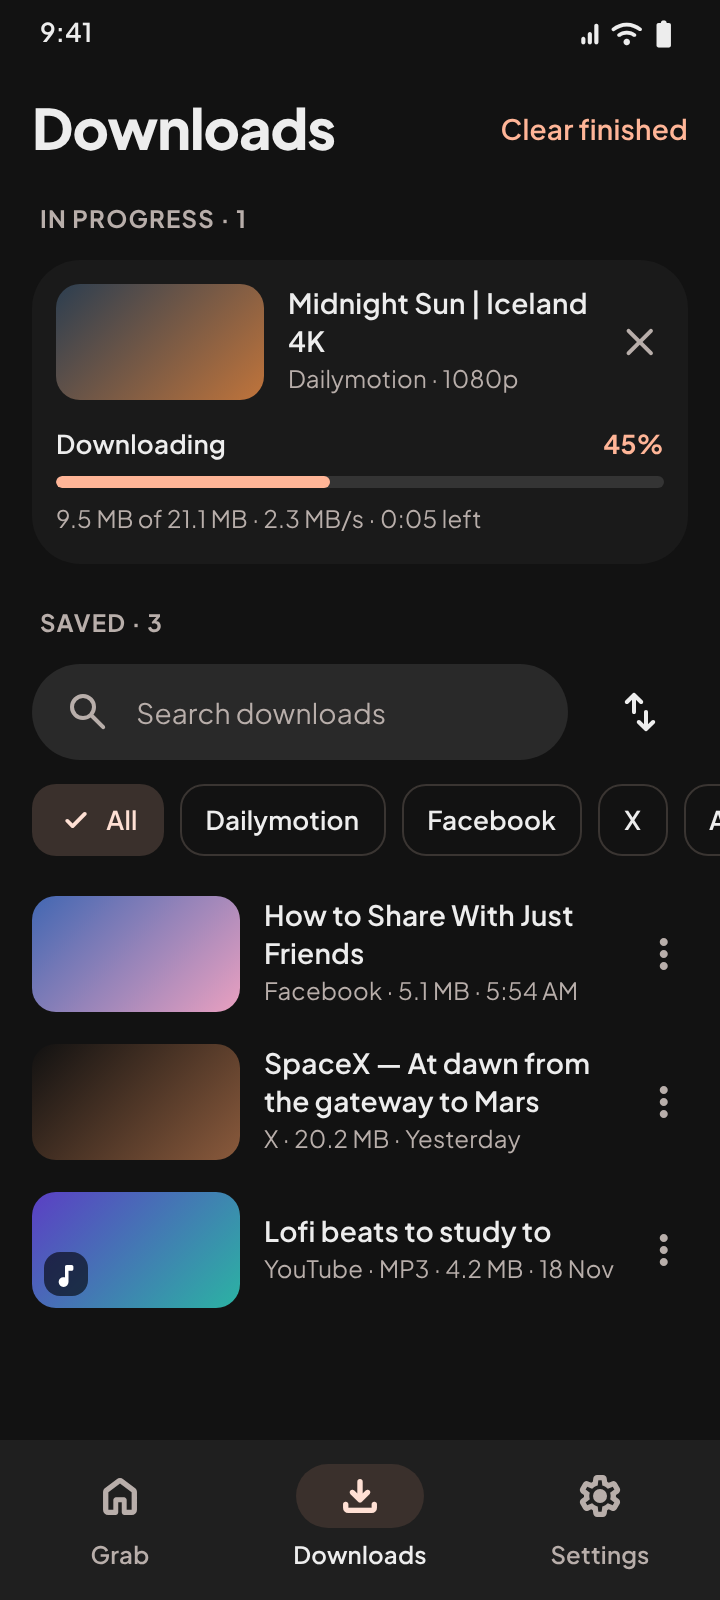 9:41
Downloads
Clear finished
IN PROGRESS · 1
Midnight Sun | Iceland
4K
Dailymotion · 1080p
Downloading
45%
9.5 MB of 21.1 MB · 2.3 MB/s · 0:05 left
SAVED · 3
Search downloads
All
Dailymotion
Facebook
X
How to Share With Just
Friends
Facebook · 5.1 MB · 5:54 AM
SpaceX — At dawn from
the gateway to Mars
X · 20.2 MB · Yesterday
Lofi beats to study to
YouTube · MP3 · 4.2 MB · 18 Nov
Grab
Downloads
Settings